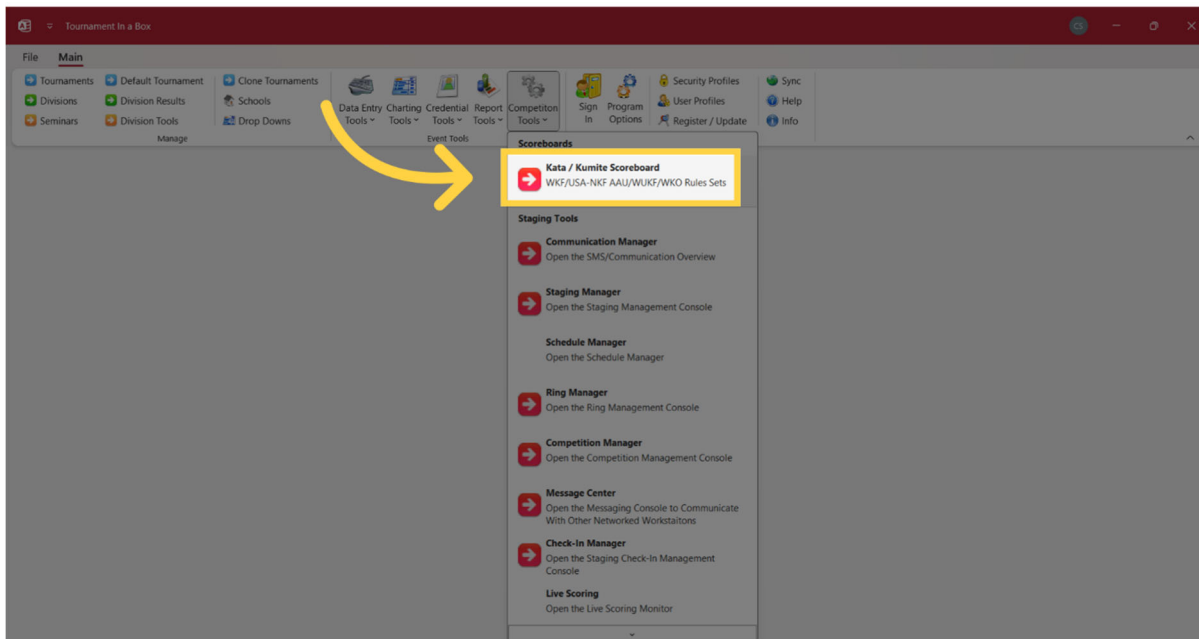 Tournament In a Box
CS
File Main
Tournaments Default Tournament Clone Tournaments
Divisions Division Results Schools
Seminars Division Tools Drop Downs
Manage
Data Entry Tools
Charting Tools
Credential Tools
Report Tools
Competiton Tools
Event Tools
Sign In
Program Options
Security Profiles
User Profiles
Register / Update
Sync
Help
Info
Scoreboards
Kata / Kumite Scoreboard
WKF/USA-NKF AAU/WUKF/WKO Rules Sets
Staging Tools
Communication Manager
Open the SMS/Communication Overview
Staging Manager
Open the Staging Management Console
Schedule Manager
Open the Schedule Manager
Ring Manager
Open the Ring Management Console
Competition Manager
Open the Competition Management Console
Message Center
Open the Messaging Console to Communicate
With Other Networked Workstaitons
Check-In Manager
Open the Staging Check-In Management
Console
Live Scoring
Open the Live Scoring Monitor